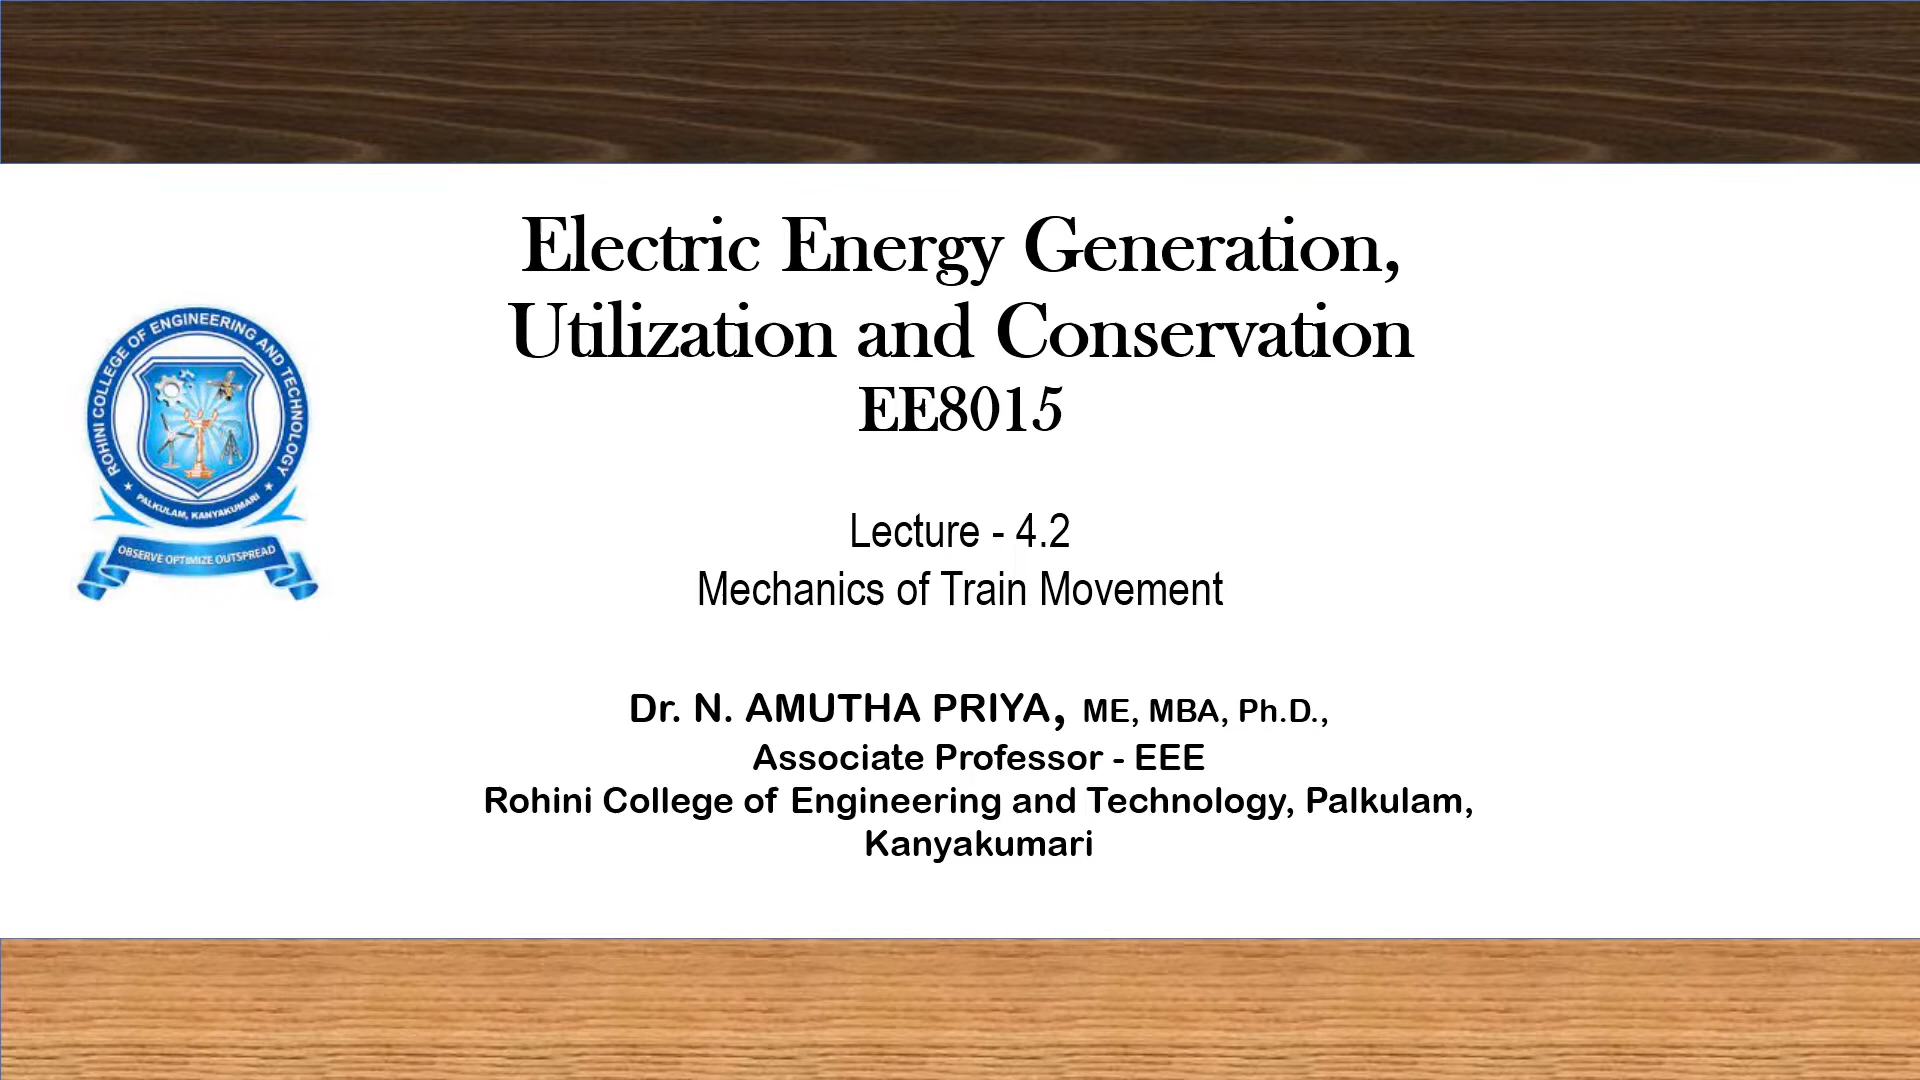 Electric Energy Generation,
Utilization and Conservation
EE8015
ROHINI COLLEGE OF ENGINEERING AND TECHNOLOGY
PALKULAM, KANYAKUMARI
OBSERVE OPTIMIZE OUTSPREAD
Lecture - 4.2
Mechanics of Train Movement
Dr. N. AMUTHA PRIYA, ME, MBA, Ph.D.,
Associate Professor - EEE
Rohini College of Engineering and Technology, Palkulam,
Kanyakumari